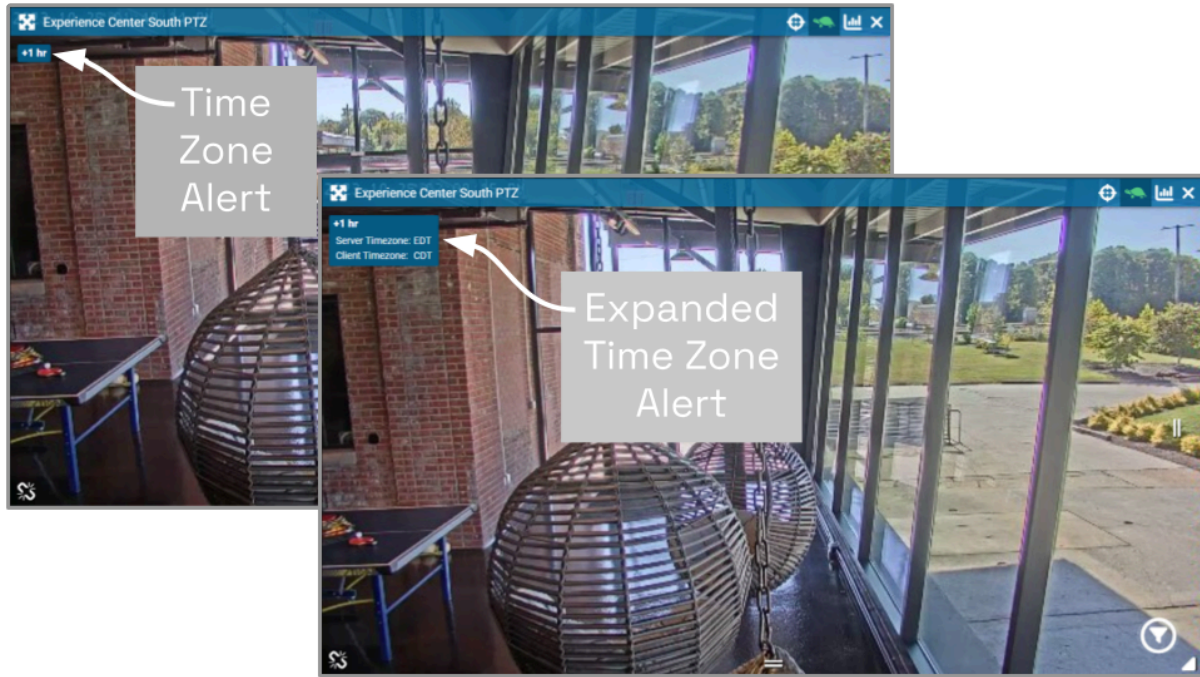 Experience Center South PTZ
+1 hr
Time
Zone
Alert
Experience Center South PTZ
+1 hr
Server Timezone: EDT
Client Timezone: CDT
Expanded
Time Zone
Alert